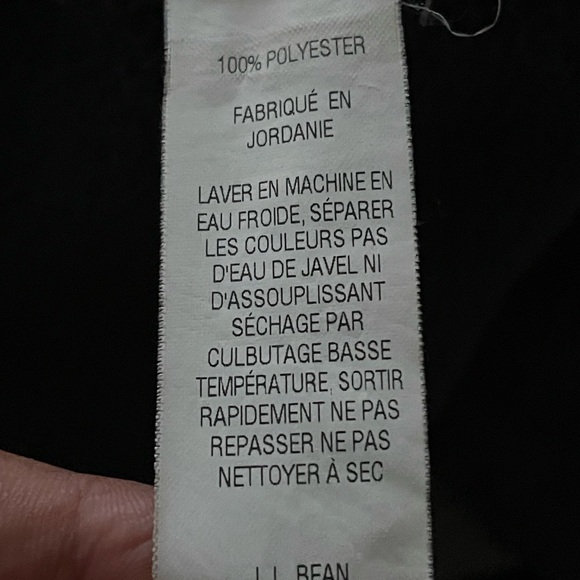 100% POLYESTER
FABRIQUÉ EN
JORDANIE
LAVER EN MACHINE EN
EAU FROIDE, SÉPARER
LES COULEURS PAS
D'EAU DE JAVEL NI
D'ASSOUPLISSANT
SÉCHAGE PAR
CULBUTAGE BASSE
TEMPÉRATURE, SORTIR
RAPIDEMENT NE PAS
REPASSER NE PAS
NETTOYER À SEC
L.L. BEAN